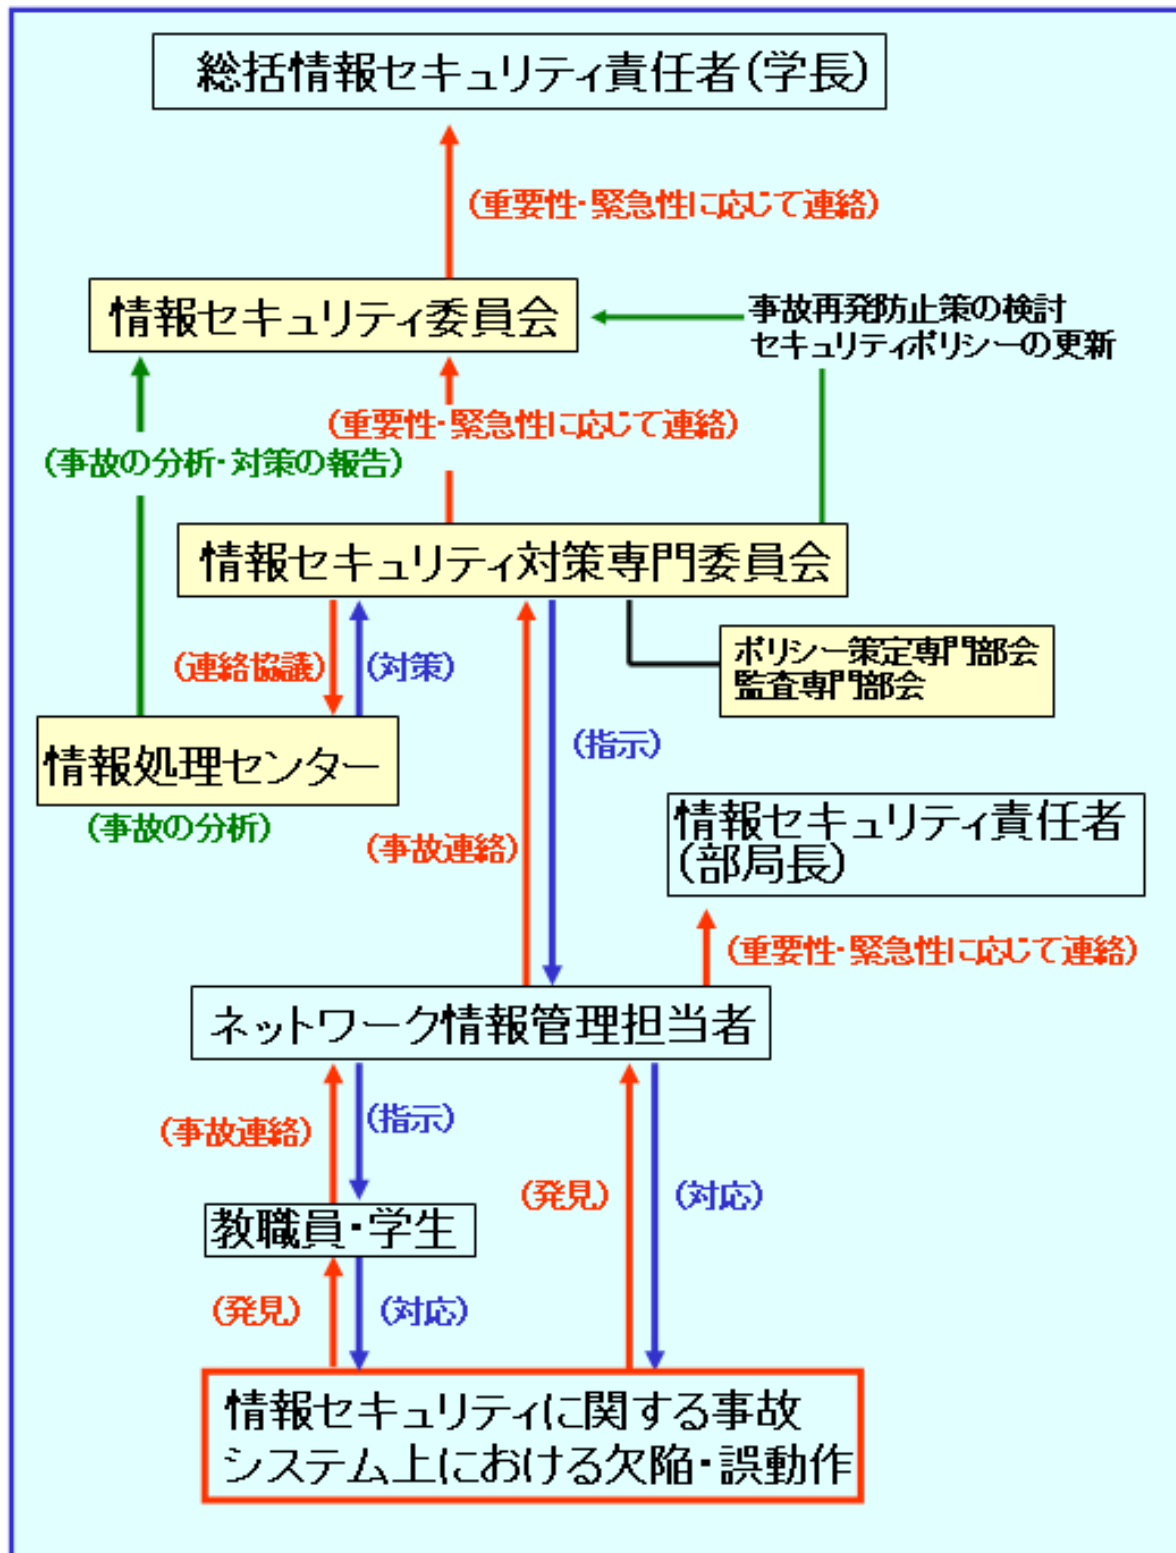 総括情報セキュリティ責任者(学長)
(重要性・緊急性に応じて連絡)
情報セキュリティ委員会
事故再発防止策の検討
セキュリティポリシーの更新
(重要性・緊急性に応じて連絡)
(事故の分析・対策の報告)
情報セキュリティ対策専門委員会
(連絡協議)
(対策)
ポリシー策定専門部会
監査専門部会
情報処理センター
(事故の分析)
(指示)
(事故連絡)
情報セキュリティ責任者
(部局長)
(重要性・緊急性に応じて連絡)
ネットワーク情報管理担当者
(事故連絡)
(指示)
(発見)
(対応)
教職員・学生
(発見)
(対応)
情報セキュリティに関する事故
システム上における欠陥・誤動作